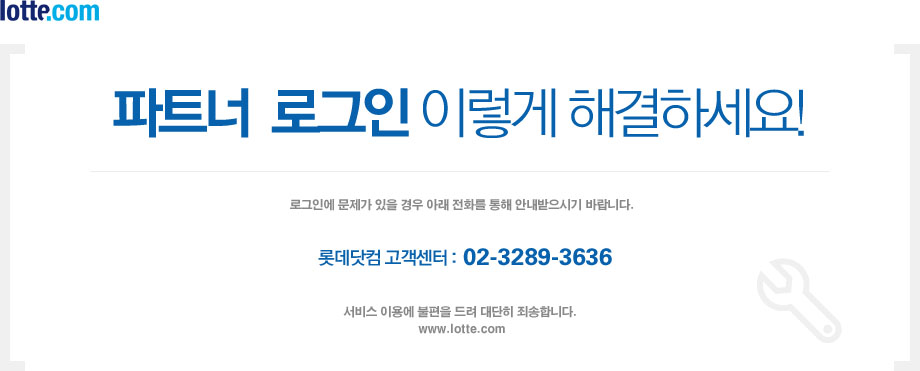 lotte.com
파트너 로그인 이렇게 해결하세요!
로그인에 문제가 있을 경우 아래 전화를 통해 안내받으시기 바랍니다.
롯데닷컴 고객센터 : 02-3289-3636
서비스 이용에 불편을 드려 대단히 죄송합니다.
www.lotte.com